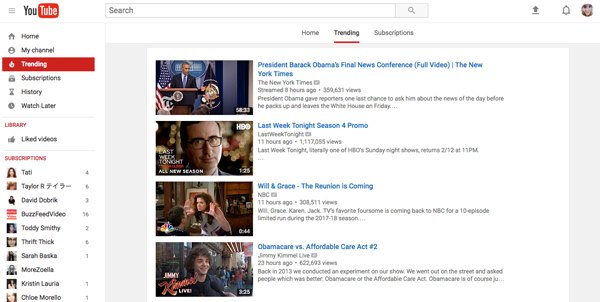 YouTube
Search
Home
My channel
Trending
Subscriptions
History
Watch Later
LIBRARY
Liked videos
SUBSCRIPTIONS
Tati 4
Taylor R テイラー 4
David Dobrik 3
BuzzFeedVideo 16
Toddy Smithy 2
Thrift Thick 6
Sarah Baska 1
MoreZoella
Kristin Lauria 1
Chloe Morello 1
Home Trending Subscriptions
58:33
President Barack Obama's Final News Conference (Full Video) | The New
York Times
The New York Times
Streamed 8 hours ago • 359,631 views
President Obama gave reporters one last chance to ask him about the news of the day before
he packs up and leaves the White House on Friday....
HBO
LAST
WEEK
TONIGHT
ALL NEW SEASON
1:25
Last Week Tonight Season 4 Promo
LastWeekTonight
11 hours ago • 1,117,055 views
Last Week Tonight, literally one of HBO's Sunday night shows, returns 2/12 at 11PM.
...
0:44
Will & Grace - The Reunion is Coming
NBC
11 hours ago • 308,511 views
Will. Grace. Karen. Jack. TV's favorite foursome is coming back to NBC for a 10-episode
limited run during the 2017-18 season....
JIMMY
KIMMEL
LIVE!
3:25
Obamacare vs. Affordable Care Act #2
Jimmy Kimmel Live
23 hours ago • 622,693 views
Back in 2013 we conducted an experiment on our show. We went out on the street and asked
people which was better: Obamacare or the Affordable Care Act. Obamacare is of course ju...